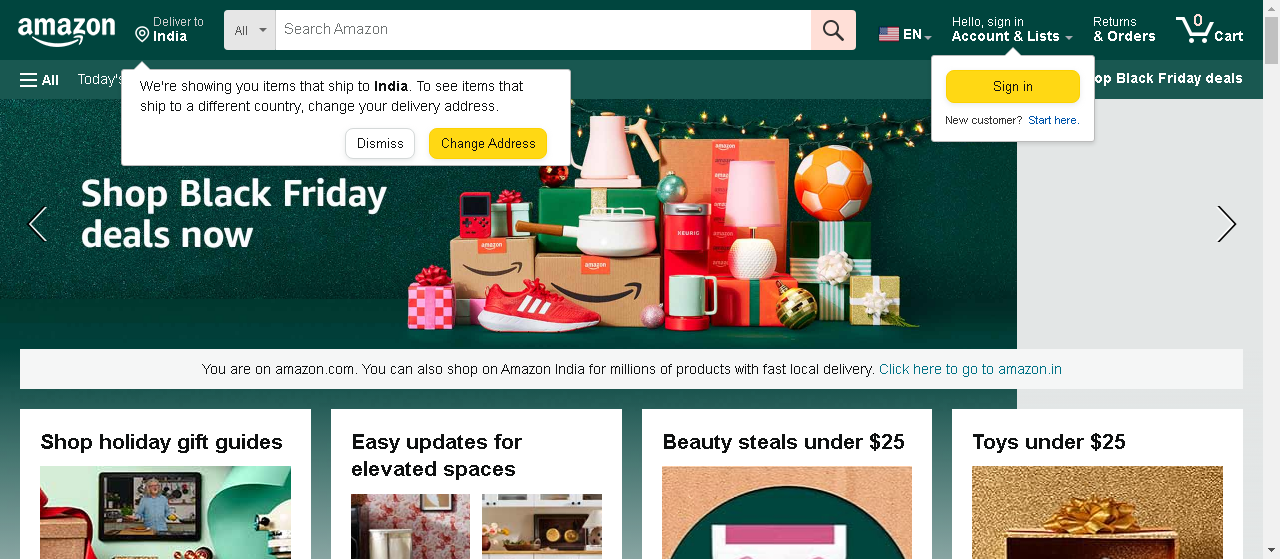 amazon
Deliver to
India
All
Search Amazon
EN
Hello, sign in
Account & Lists
Returns
& Orders
0
Cart
All
Today's
op Black Friday deals
We're showing you items that ship to India. To see items that
ship to a different country, change your delivery address.
Dismiss
Change Address
Sign in
New customer? Start here.
Shop Black Friday
deals now
amazon
amazon
amazon
amazon
KEURIG
You are on amazon.com. You can also shop on Amazon India for millions of products with fast local delivery. Click here to go to amazon.in
Shop holiday gift guides
Easy updates for
elevated spaces
Beauty steals under $25
Toys under $25